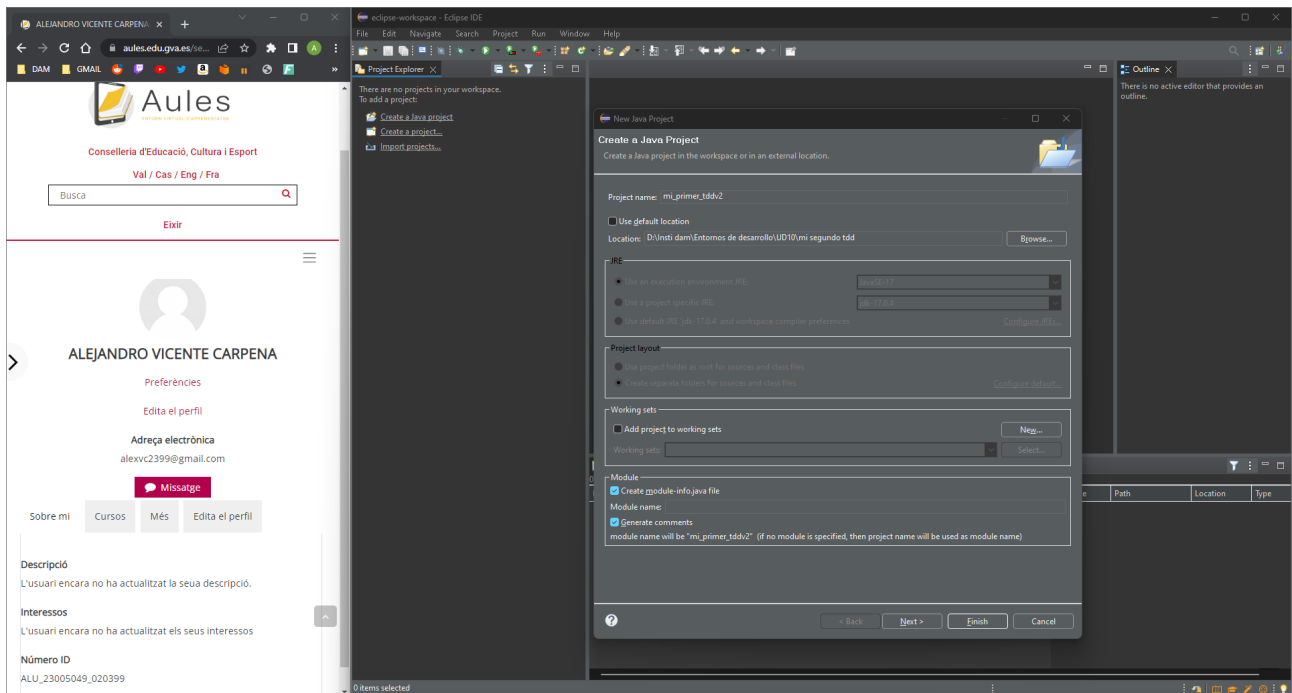 ALEJANDRO VICENTE CARPENA
aules.edu.gva.es/se...
A
DAM
GMAIL
Aules
ENTORN VIRTUAL D'APRENENTATGE
Conselleria d'Educació, Cultura i Esport
Val / Cas / Eng / Fra
Busca
Eixir
ALEJANDRO VICENTE CARPENA
Preferències
Edita el perfil
Adreça electrònica
alexvc2399@gmail.com
Missatge
Sobre mi Cursos Més Edita el perfil
Descripció
L'usuari encara no ha actualitzat la seua descripció.
Interessos
L'usuari encara no ha actualitzat els seus interessos
Número ID
ALU_23005049_020399
eclipse-workspace - Eclipse IDE
File Edit Navigate Search Project Run Window Help
Project Explorer
There are no projects in your workspace.
To add a project:
Create a Java project
Create a project...
Import projects...
0 items selected
New Java Project
Create a Java Project
Create a Java project in the workspace or in an external location.
Project name: mi_primer_tddv2
Use default location
Location: D:\Insti dam\Entornos de desarrollo\UD10\mi segundo tdd
Browse...
JRE
Use an execution environment JRE: JavaSE-17
Use a project specific JRE: jdk-17.0.4
Use default JRE 'jdk-17.0.4' and workspace compiler preferences Configure JREs...
Project layout
Use project folder as root for sources and class files
Create separate folders for sources and class files Configure default...
Working sets
Add project to working sets New...
Working sets: Select...
Module
Create module-info.java file
Module name:
Generate comments
module name will be "mi_primer_tddv2" (if no module is specified, then project name will be used as module name)
< Back Next > Finish Cancel
Outline
There is no active editor that provides an
outline.
Path Location Type